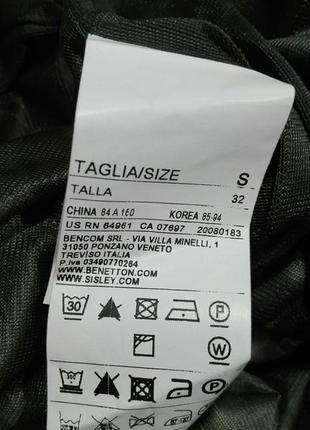 TAGLIA/SIZE S
TALLA 32
CHINA 84 A 160 KOREA 85-94
US RN 64961 CA 07697 20080183
BENCOM SRL - VIA VILLA MINELLI, 1
31050 PONZANO VENETO
TREVISO ITALIA
P.iva 03490770264
WWW.BENETTON.COM
WWW.SISLEY.COM
30 P
W
P